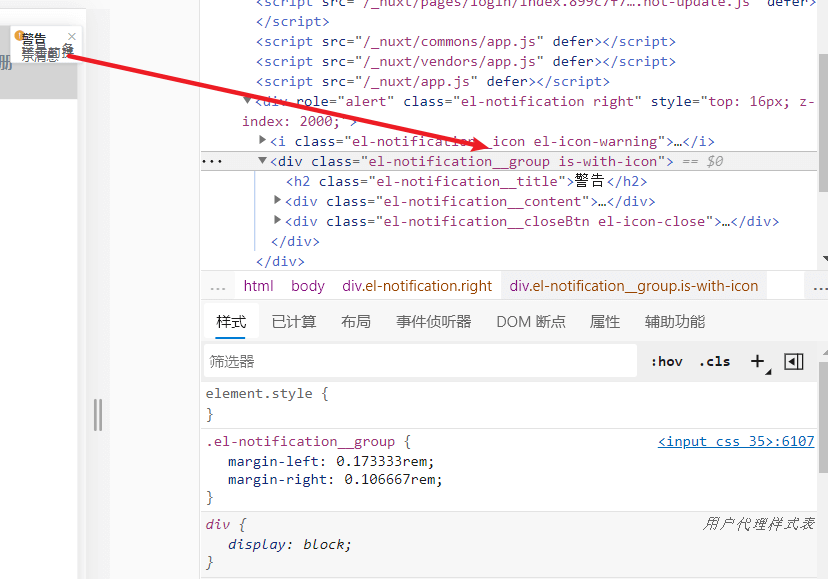 <script src="/_nuxt/pages/login/index.899c7f7….hot-update.js" defer>
</script>
<script src="/_nuxt/commons/app.js" defer></script>
<script src="/_nuxt/vendors/app.js" defer></script>
<script src="/_nuxt/app.js" defer></script>
<div role="alert" class="el-notification right" style="top: 16px; z-
index: 2000;">
<i class="el-notification__icon el-icon-warning">…</i>
<div class="el-notification__group is-with-icon"> == $0
<h2 class="el-notification__title">警告</h2>
<div class="el-notification__content">…</div>
<div class="el-notification__closeBtn el-icon-close">…</div>
</div>
</div>
警告
册
... html body div.el-notification.right div.el-notification__group.is-with-icon ...
样式 已计算 布局 事件侦听器 DOM 断点 属性 辅助功能
筛选器 :hov .cls +
element.style {
}
.el-notification__group { <input css 35>:6107
margin-left: 0.173333rem;
margin-right: 0.106667rem;
}
div { 用户代理样式表
display: block;
}